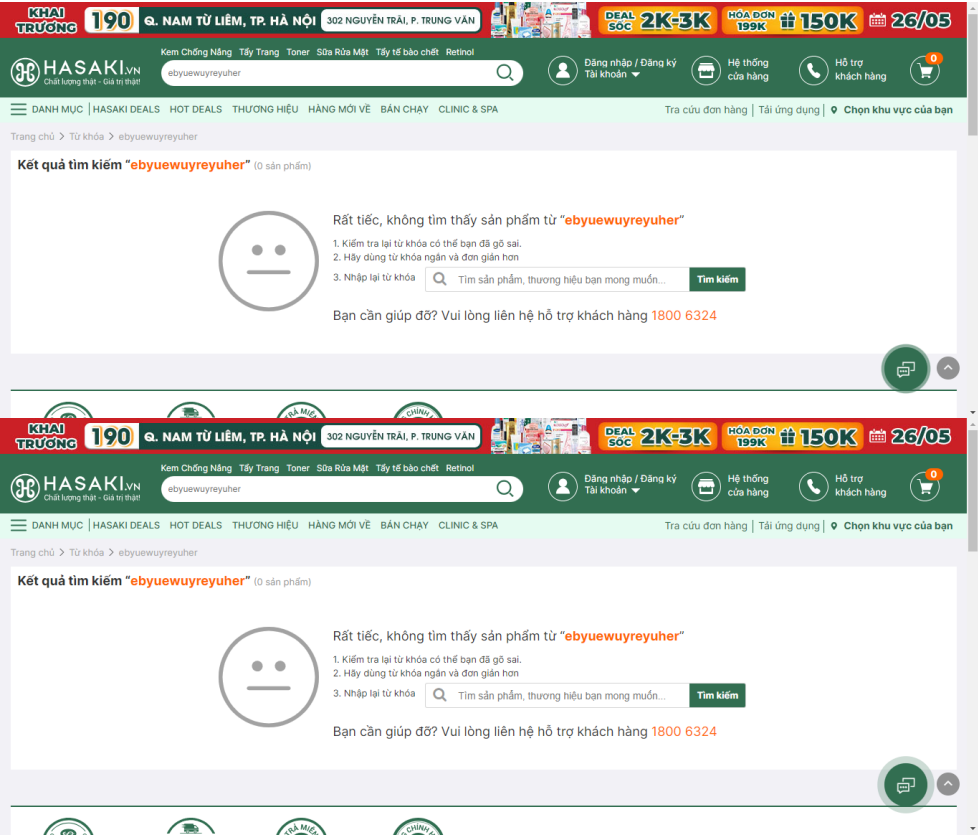 KHAI TRƯƠNG 190 Q. NAM TỪ LIÊM, TP. HÀ NỘI 302 NGUYỄN TRÃI, P. TRUNG VĂN DEAL SỐC 2K-3K HÓA ĐƠN 199K 150K 26/05
Kem Chống Nắng Tẩy Trang Toner Sữa Rửa Mặt Tẩy tế bào chết Retinol
HASAKI.VN
Chất lượng thật - Giá trị thật!
ebyuewuyreyuher
Đăng nhập / Đăng ký
Tài khoản
Hệ thống
cửa hàng
Hỗ trợ
khách hàng
0
DANH MỤC | HASAKI DEALS HOT DEALS THƯƠNG HIỆU HÀNG MỚI VỀ BÁN CHẠY CLINIC & SPA Tra cứu đơn hàng | Tải ứng dụng | Chọn khu vực của bạn
Trang chủ > Từ khóa > ebyuewuyreyuher
Kết quả tìm kiếm “ebyuewuyreyuher” (0 sản phẩm)
Rất tiếc, không tìm thấy sản phẩm từ “ebyuewuyreyuher”
1. Kiểm tra lại từ khóa có thể bạn đã gõ sai.
2. Hãy dùng từ khóa ngắn và đơn giản hơn
3. Nhập lại từ khóa Tìm sản phẩm, thương hiệu bạn mong muốn... Tìm kiếm
Bạn cần giúp đỡ? Vui lòng liên hệ hỗ trợ khách hàng 1800 6324
KHAI TRƯƠNG 190 Q. NAM TỪ LIÊM, TP. HÀ NỘI 302 NGUYỄN TRÃI, P. TRUNG VĂN DEAL SỐC 2K-3K HÓA ĐƠN 199K 150K 26/05
Kem Chống Nắng Tẩy Trang Toner Sữa Rửa Mặt Tẩy tế bào chết Retinol
HASAKI.VN
Chất lượng thật - Giá trị thật!
ebyuewuyreyuher
Đăng nhập / Đăng ký
Tài khoản
Hệ thống
cửa hàng
Hỗ trợ
khách hàng
0
DANH MỤC | HASAKI DEALS HOT DEALS THƯƠNG HIỆU HÀNG MỚI VỀ BÁN CHẠY CLINIC & SPA Tra cứu đơn hàng | Tải ứng dụng | Chọn khu vực của bạn
Trang chủ > Từ khóa > ebyuewuyreyuher
Kết quả tìm kiếm “ebyuewuyreyuher” (0 sản phẩm)
Rất tiếc, không tìm thấy sản phẩm từ “ebyuewuyreyuher”
1. Kiểm tra lại từ khóa có thể bạn đã gõ sai.
2. Hãy dùng từ khóa ngắn và đơn giản hơn
3. Nhập lại từ khóa Tìm sản phẩm, thương hiệu bạn mong muốn... Tìm kiếm
Bạn cần giúp đỡ? Vui lòng liên hệ hỗ trợ khách hàng 1800 6324